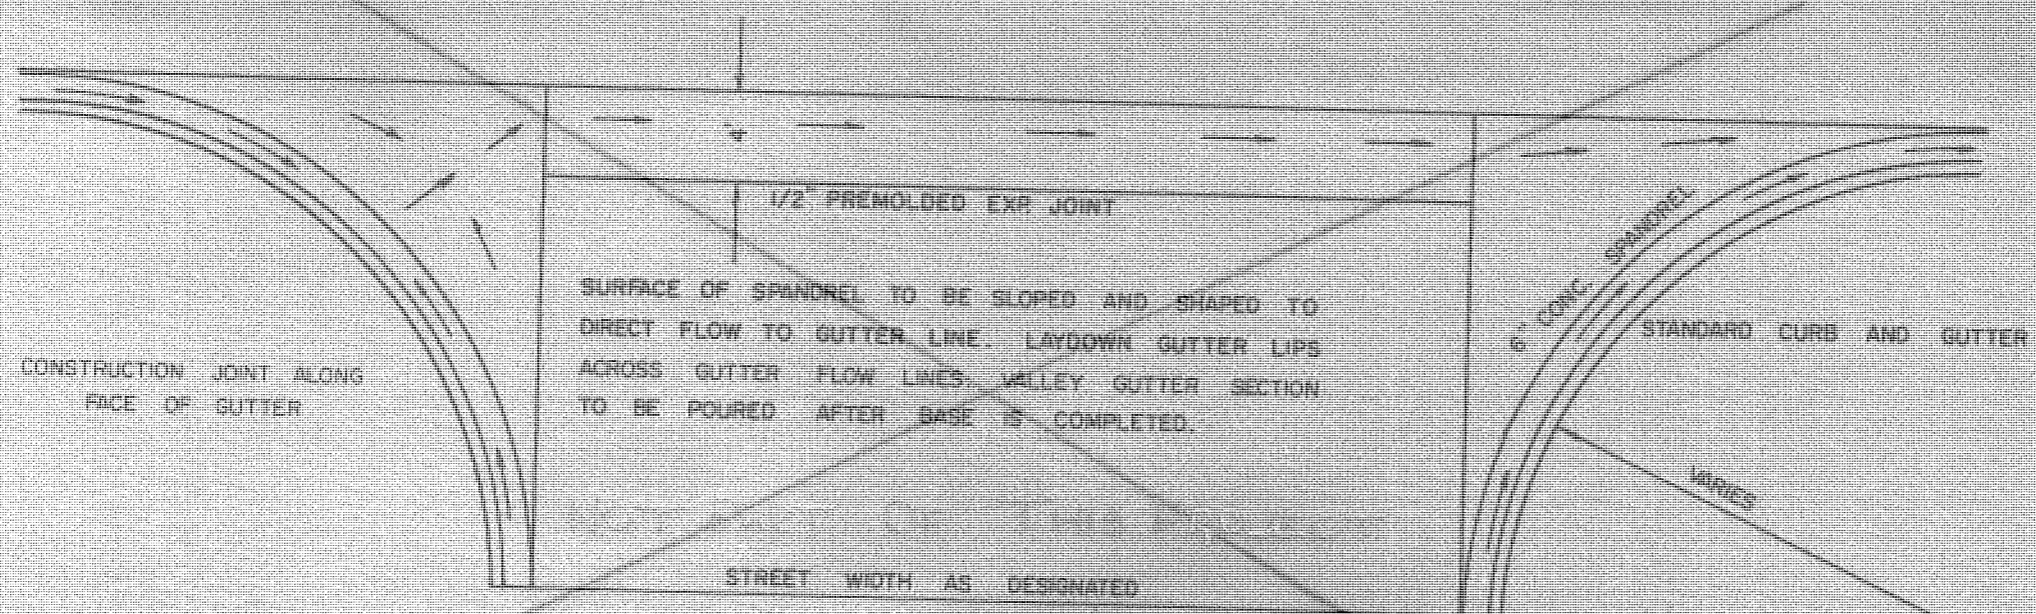 1/2" PREMOLDED EXP. JOINT
SURFACE OF SPANDREL TO BE SLOPED AND SHAPED TO
DIRECT FLOW TO GUTTER LINE. LAYDOWN GUTTER LIPS
ACROSS GUTTER FLOW LINES. VALLEY GUTTER SECTION
TO BE POURED AFTER BASE IS COMPLETED.
CONSTRUCTION JOINT ALONG
FACE OF GUTTER
6" CONC. SPANDREL
STANDARD CURB AND GUTTER
VARIES
STREET WIDTH AS DESIGNATED